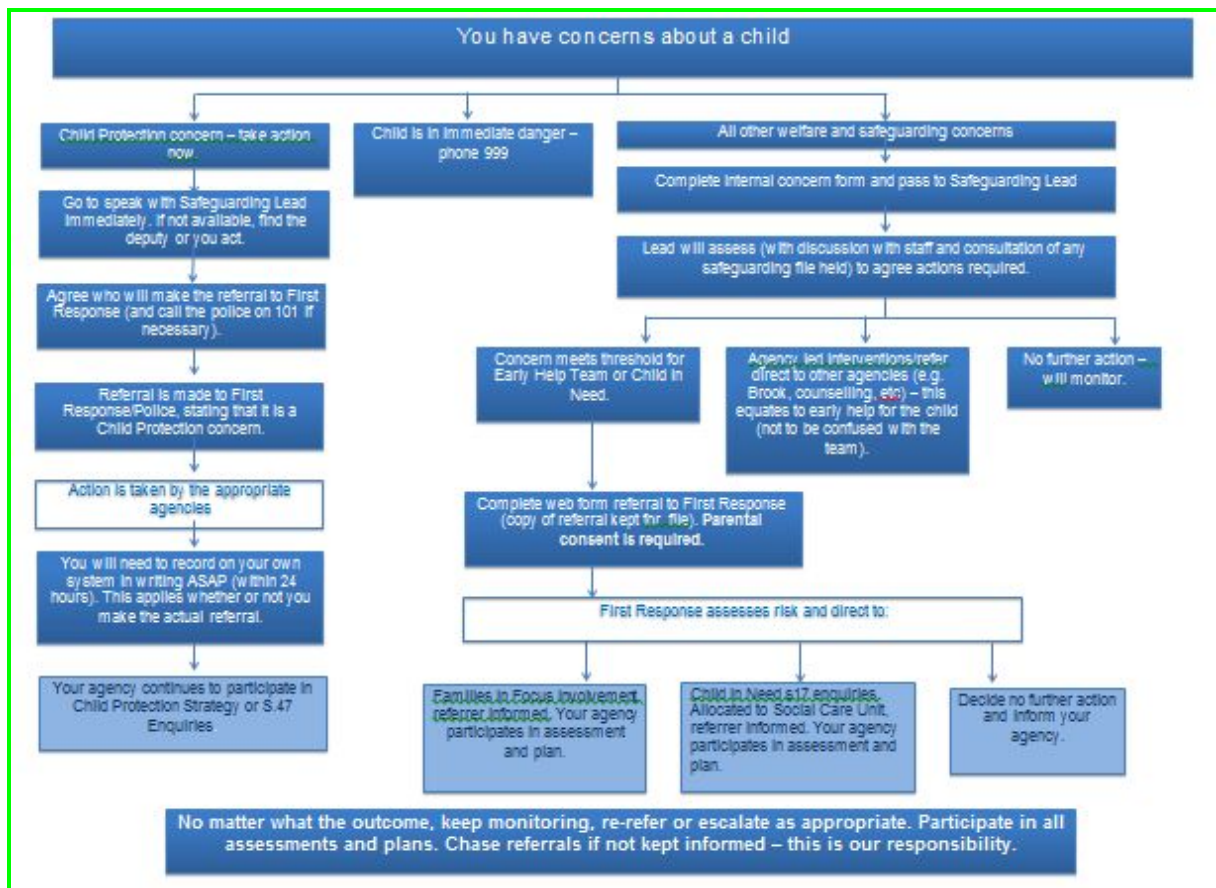 You have concerns about a child
Child Protection concern – take action
now.
Go to speak with Safeguarding Lead
immediately. If not available, find the
deputy or you act.
Agree who will make the referral to First
Response (and call the police on 101 if
necessary).
Referral is made to First
Response/Police, stating that it is a
Child Protection concern.
Action is taken by the appropriate
agencies
You will need to record on your own
system in writing ASAP (within 24
hours). This applies whether or not you
make the actual referral.
Your agency continues to participate in
Child Protection Strategy or S.47
Enquiries
Child is in immediate danger –
phone 999
All other welfare and safeguarding concerns
Complete internal concern form and pass to Safeguarding Lead
Lead will assess (with discussion with staff and consultation of any
safeguarding file held) to agree actions required.
Concern meets threshold for
Early Help Team or Child in
Need.
Agency led interventions/refer
direct to other agencies (e.g.
Brook, counselling, etc) – this
equates to early help for the child
(not to be confused with the
team).
No further action –
will monitor.
Complete web form referral to First Response
(copy of referral kept for file). Parental
consent is required.
First Response assesses risk and direct to:
Families in Focus involvement,
referrer informed. Your agency
participates in assessment
and plan.
Child in Need s17 enquiries.
Allocated to Social Care Unit,
referrer informed. Your agency
participates in assessment and
plan.
Decide no further action
and inform your
agency.
No matter what the outcome, keep monitoring, re-refer or escalate as appropriate. Participate in all
assessments and plans. Chase referrals if not kept informed – this is our responsibility.